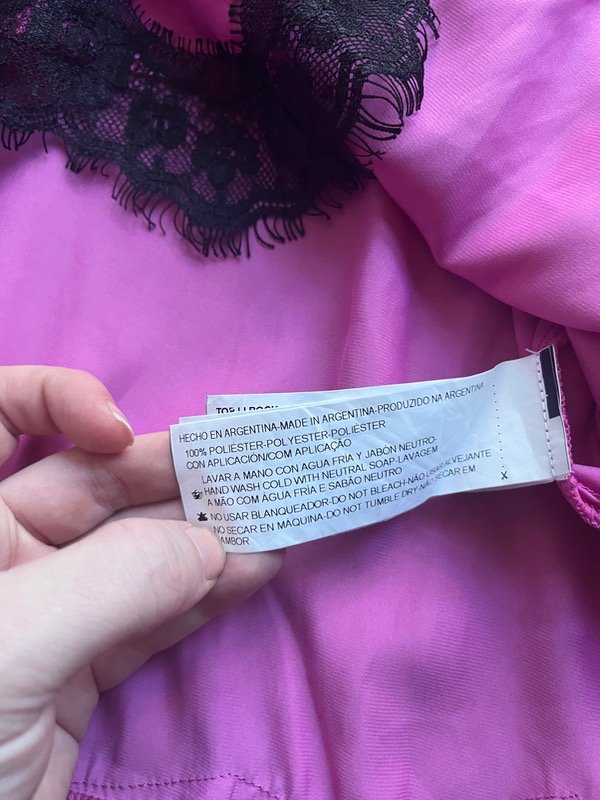 HECHO EN ARGENTINA-MADE IN ARGENTINA-PRODUZIDO NA ARGENTINA
100% POLIÉSTER-POLYESTER-POLIÉSTER
CON APLICACIÓN/COM APLICAÇÃO
LAVAR A MANO CON AGUA FRÍA Y JABÓN NEUTRO-
HAND WASH COLD WITH NEUTRAL SOAP-LAVAGEM
A MÃO COM ÁGUA FRIA E SABÃO NEUTRO
NO USAR BLANQUEADOR-DO NOT BLEACH-NÃO USAR ALVEJANTE
NO SECAR EN MÁQUINA-DO NOT TUMBLE DRY-NÃO SECAR EM
TAMBOR
X